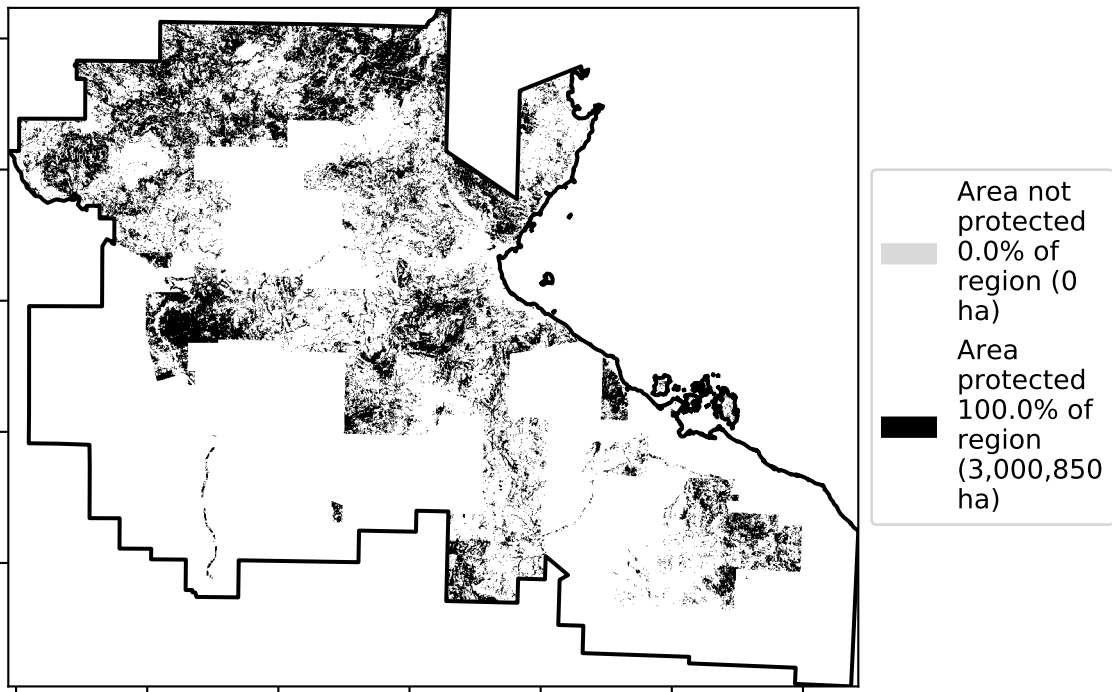 Area not
protected
0.0% of
region (0
ha)
Area
protected
100.0% of
region
(3,000,850
ha)